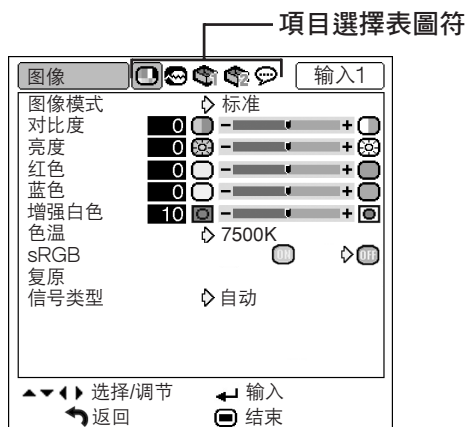 項目選擇表圖符
图像 输入1
图像模式 标准
对比度 0 - +
亮度 0 - +
红色 0 - +
蓝色 0 - +
增强白色 10 - +
色温 7500K
sRGB ON OFF
复原
信号类型 自动
选择/调节 输入
返回 结束